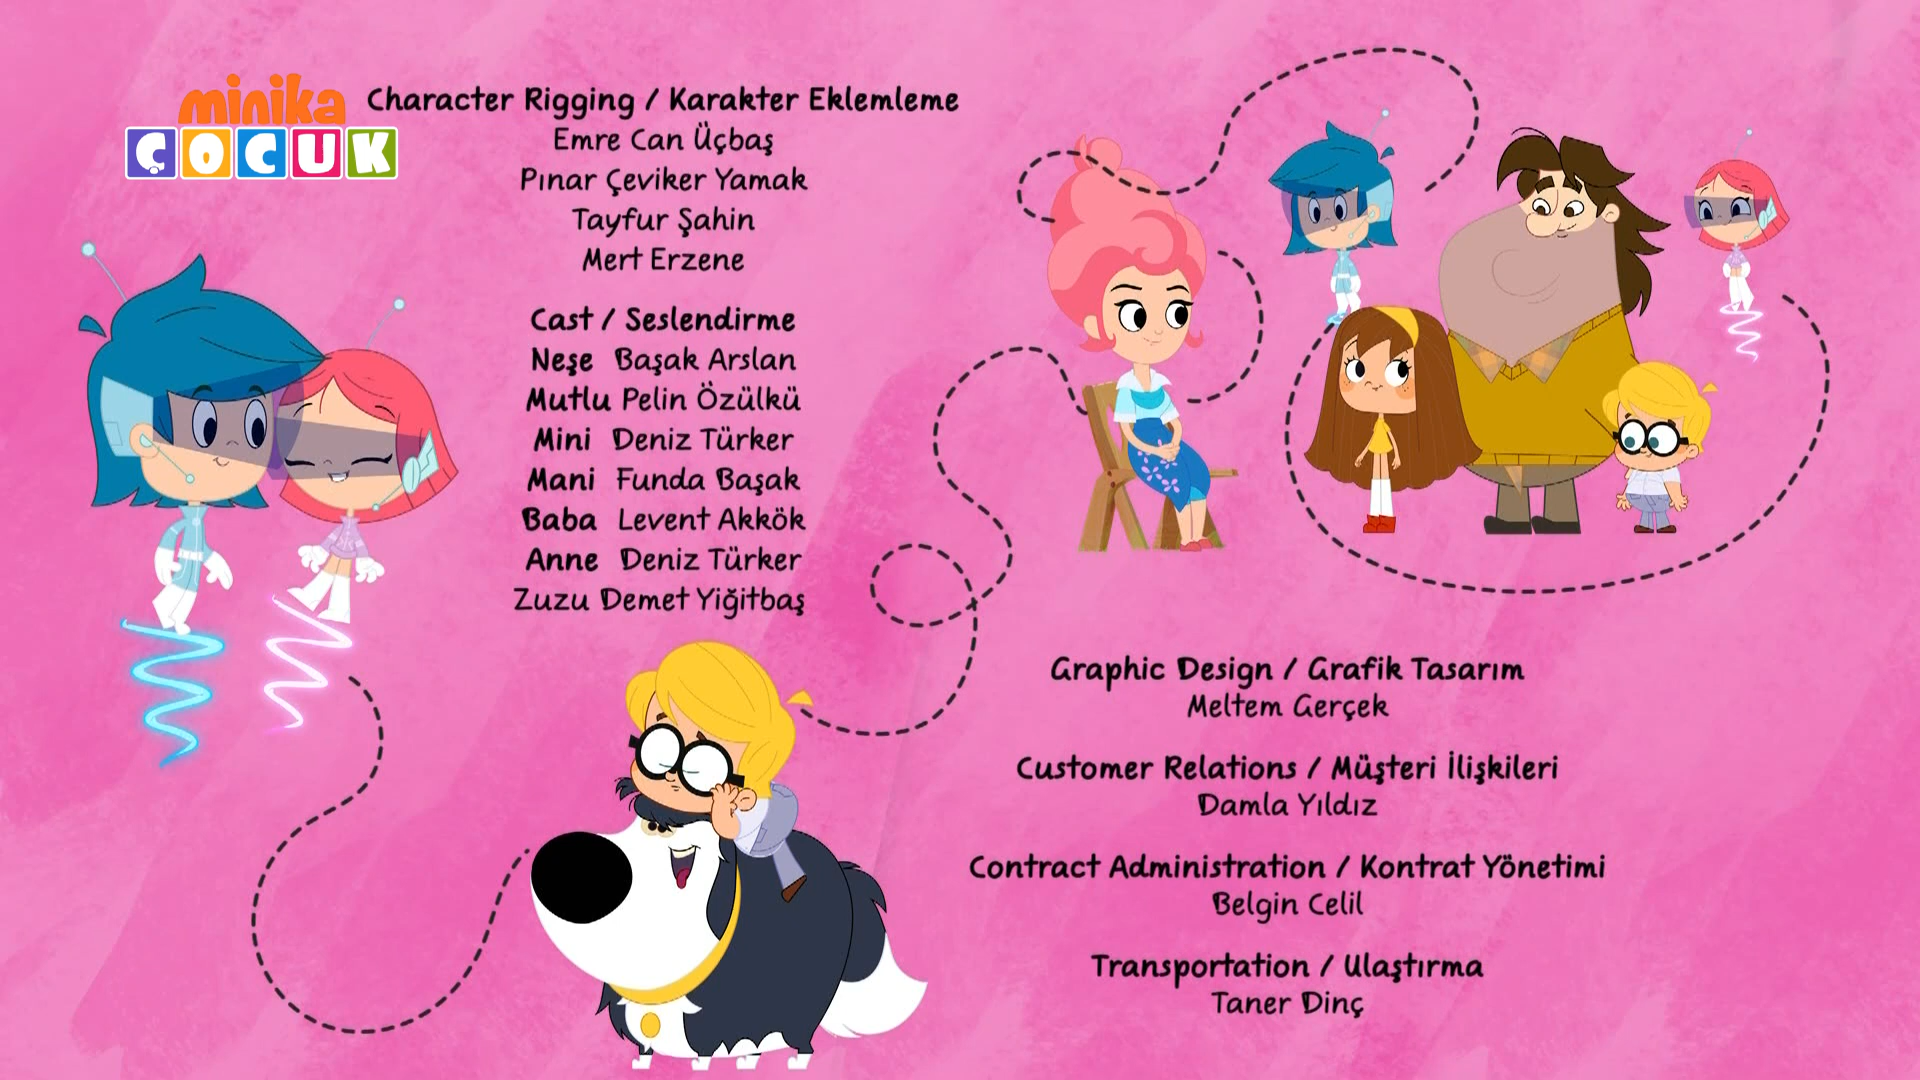 minika
ÇOCUK
Character Rigging / Karakter Eklemleme
Emre Can Üçbaş
Pınar Çeviker Yamak
Tayfur Şahin
Mert Erzene
Cast / Seslendirme
Neşe Başak Arslan
Mutlu Pelin Özülkü
Mini Deniz Türker
Mani Funda Başak
Baba Levent Akkök
Anne Deniz Türker
Zuzu Demet Yiğitbaş
Graphic Design / Grafik Tasarım
Meltem Gerçek
Customer Relations / Müşteri İlişkileri
Damla Yıldız
Contract Administration / Kontrat Yönetimi
Belgin Celil
Transportation / Ulaştırma
Taner Dinç